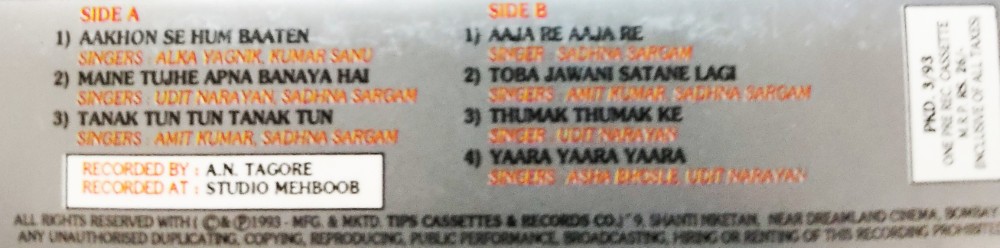 SIDE A
1) AAKHON SE HUM BAATEN
SINGERS : ALKA YAGNIK, KUMAR SANU
2) MAINE TUJHE APNA BANAYA HAI
SINGERS : UDIT NARAYAN, SADHNA SARGAM
3) TANAK TUN TUN TANAK TUN
SINGERS : AMIT KUMAR, SADHNA SARGAM
RECORDED BY : A.N. TAGORE
RECORDED AT : STUDIO MEHBOOB
SIDE B
1) AAJA RE AAJA RE
SINGER : SADHNA SARGAM
2) TOBA JAWANI SATANE LAGI
SINGERS : AMIT KUMAR, SADHNA SARGAM
3) THUMAK THUMAK KE
SINGER : UDIT NARAYAN
4) YAARA YAARA YAARA
SINGERS : ASHA BHOSLE, UDIT NARAYAN
PKD. 3/93
ONE PRE REC CASSETTE
M.R.P. RS. 26/-
(INCLUSIVE OF ALL TAXES)
ALL RIGHTS RESERVED WITH ( ©& ℗1993 - MFG. & MKTD. TIPS CASSETTES & RECORDS CO.) 9, SHANTI NIKETAN, NEAR DREAMLAND CINEMA, BOMBAY
ANY UNAUTHORISED DUPLICATING, COPYING, REPRODUCING, PUBLIC PERFORMANCE, BROADCASTING, HIRING OR RENTING OF THIS RECORDING PROHIBITED